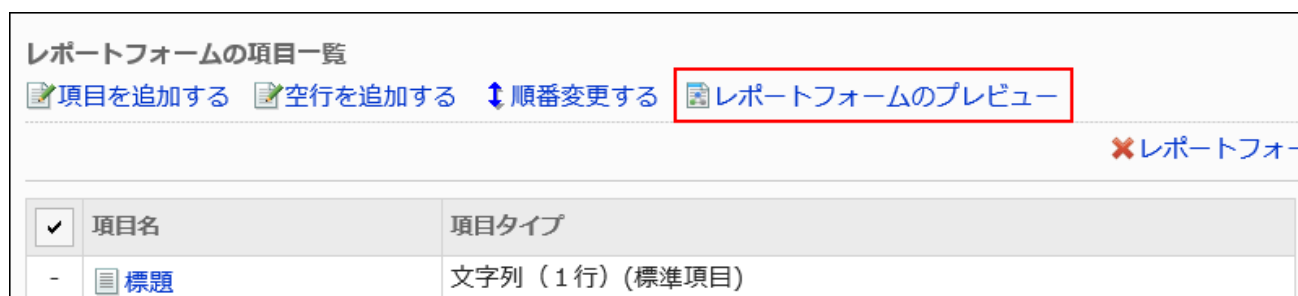 レポートフォームの項目一覧
項目を追加する 空行を追加する 順番変更する レポートフォームのプレビュー
レポートフォー
項目名 項目タイプ
- 標題 文字列（１行）(標準項目)